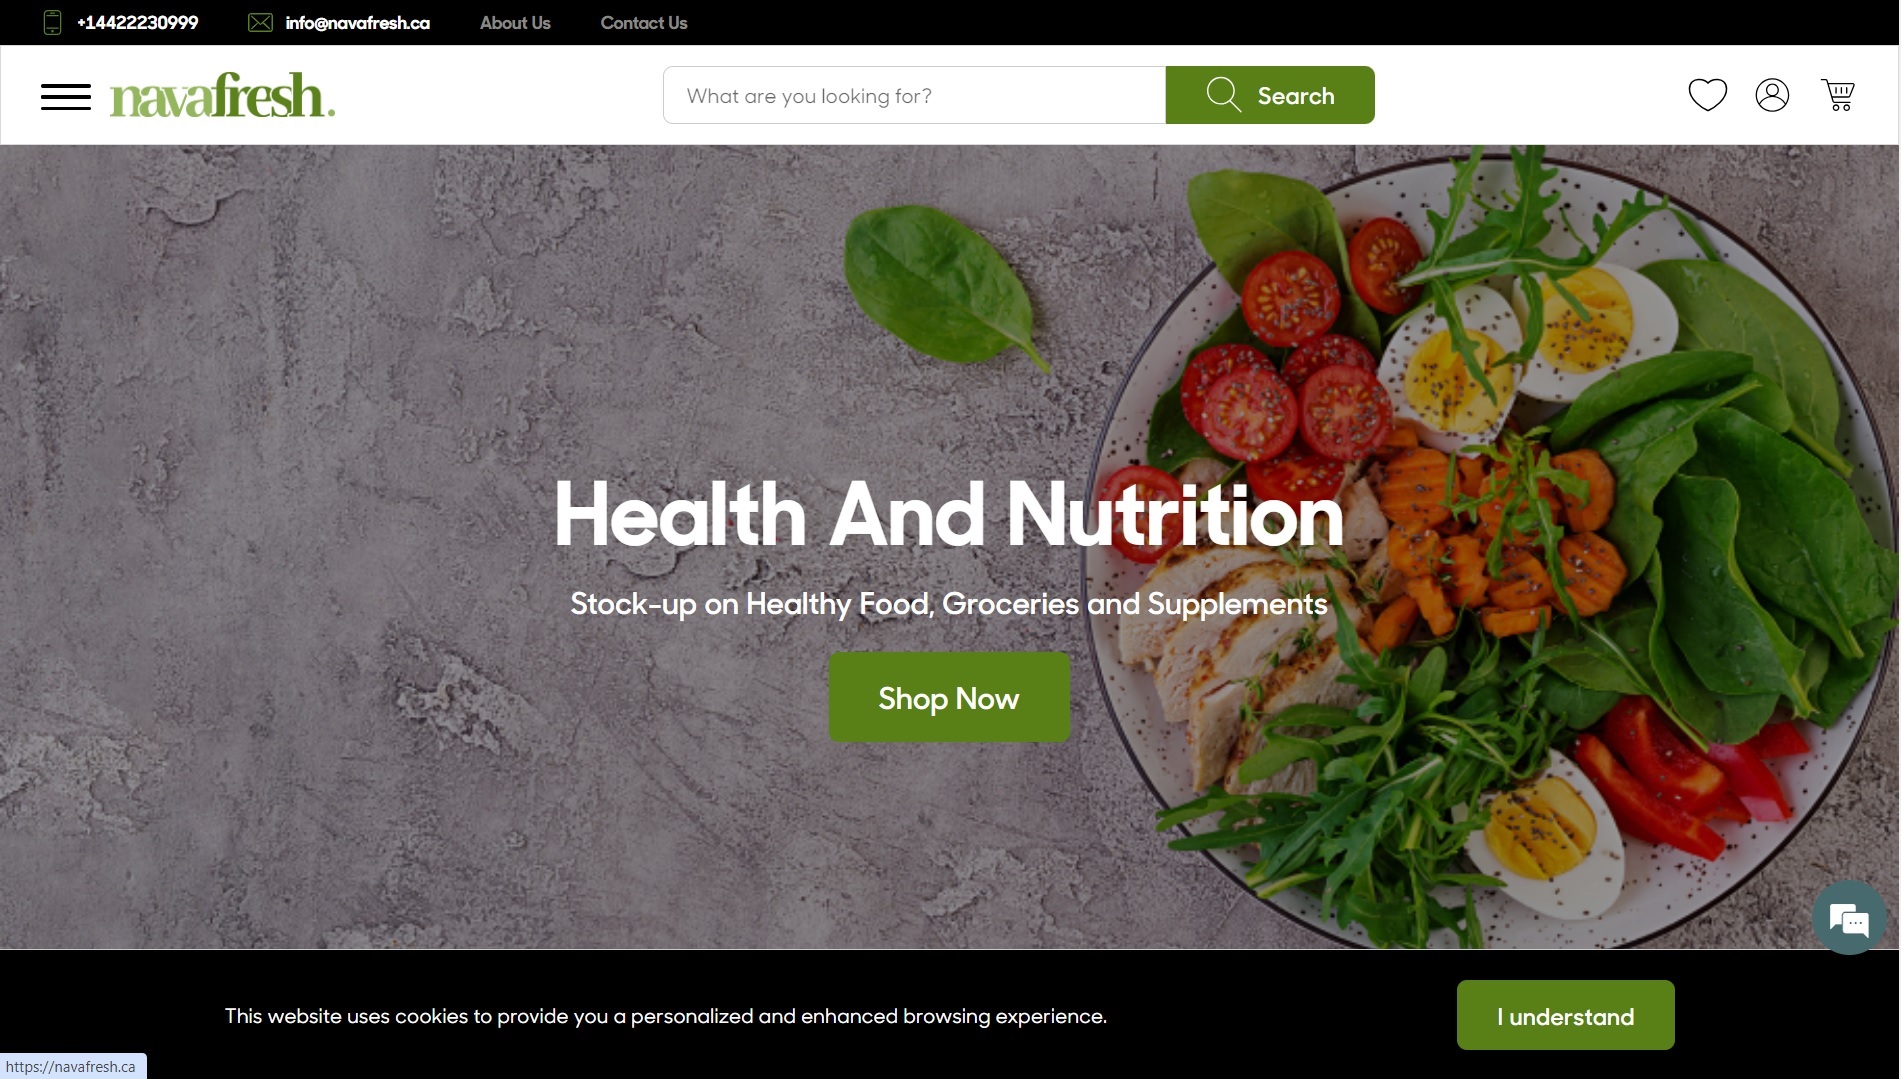 +14422230999 info@navafresh.ca About Us Contact Us
navafresh. What are you looking for? Search
Health And Nutrition
Stock-up on Healthy Food, Groceries and Supplements
Shop Now
This website uses cookies to provide you a personalized and enhanced browsing experience. I understand
https://navafresh.ca